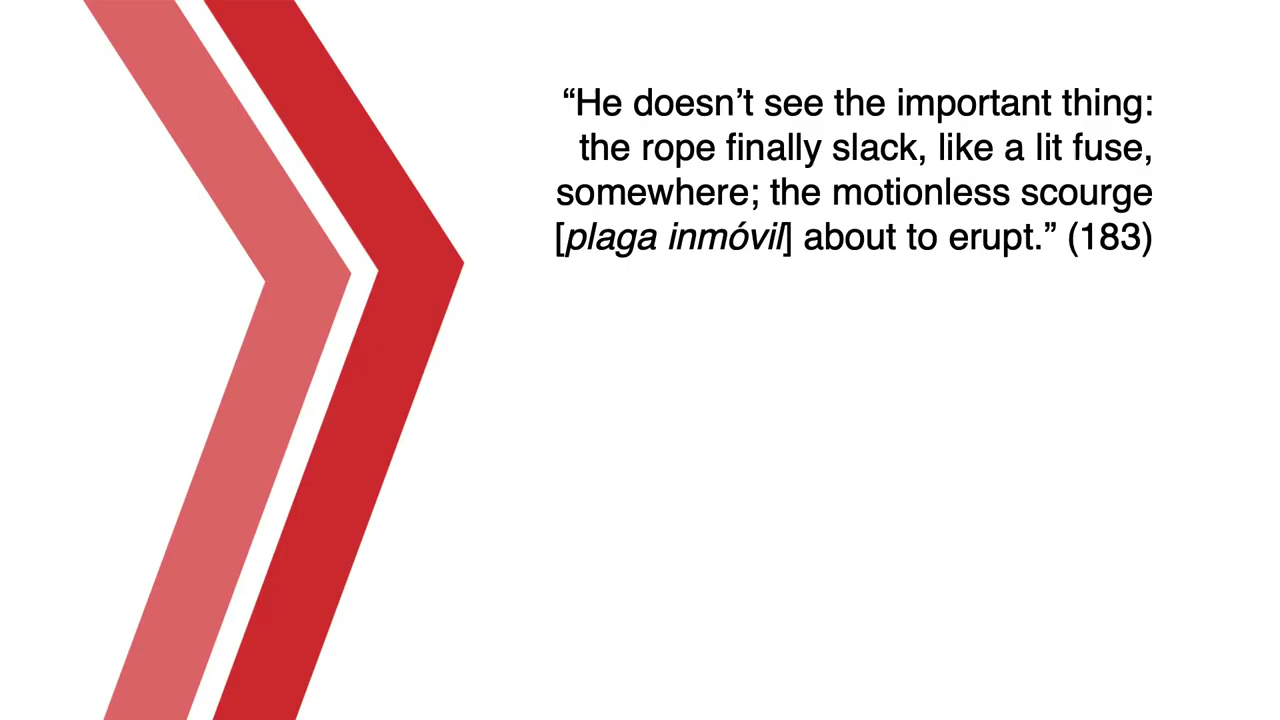 “He doesn’t see the important thing:
the rope finally slack, like a lit fuse,
somewhere; the motionless scourge
[plaga inmóvil] about to erupt.” (183)